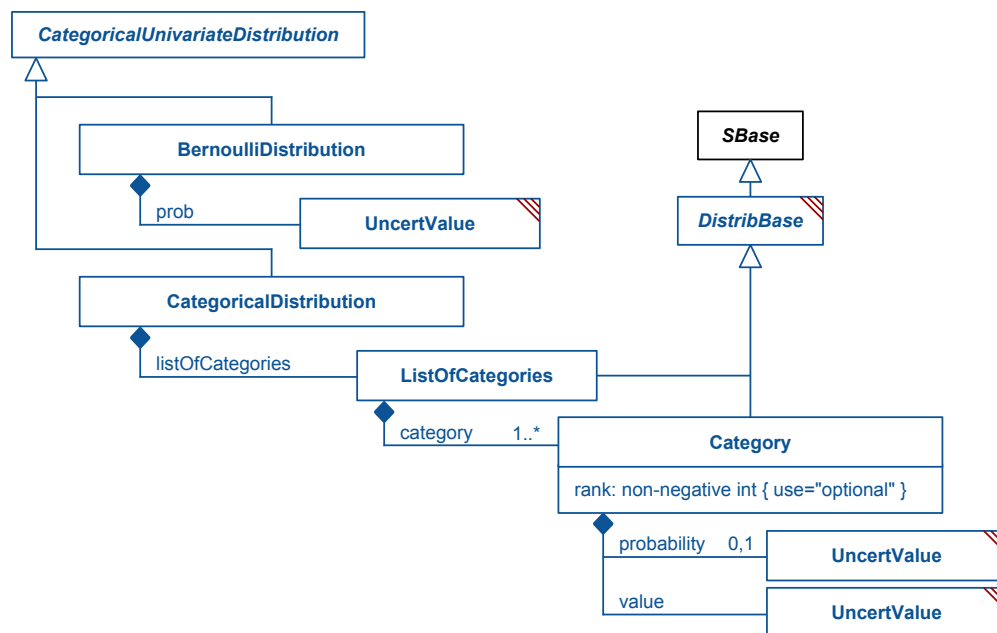 CategoricalUnivariateDistribution
BernoulliDistribution
prob
UncertValue
SBase
DistribBase
CategoricalDistribution
listOfCategories
ListOfCategories
category 1..*
Category
rank: non-negative int { use="optional" }
probability 0,1
UncertValue
value
UncertValue